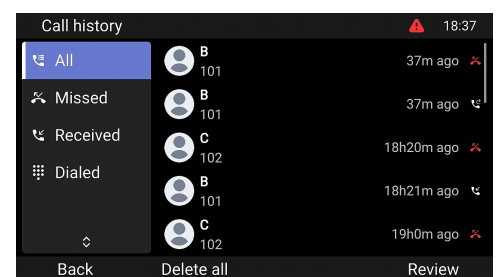 Call history 18:37
All
Missed
Received
Dialed
B
101
37m ago
B
101
37m ago
C
102
18h20m ago
B
101
18h21m ago
C
102
19h0m ago
Back Delete all Review